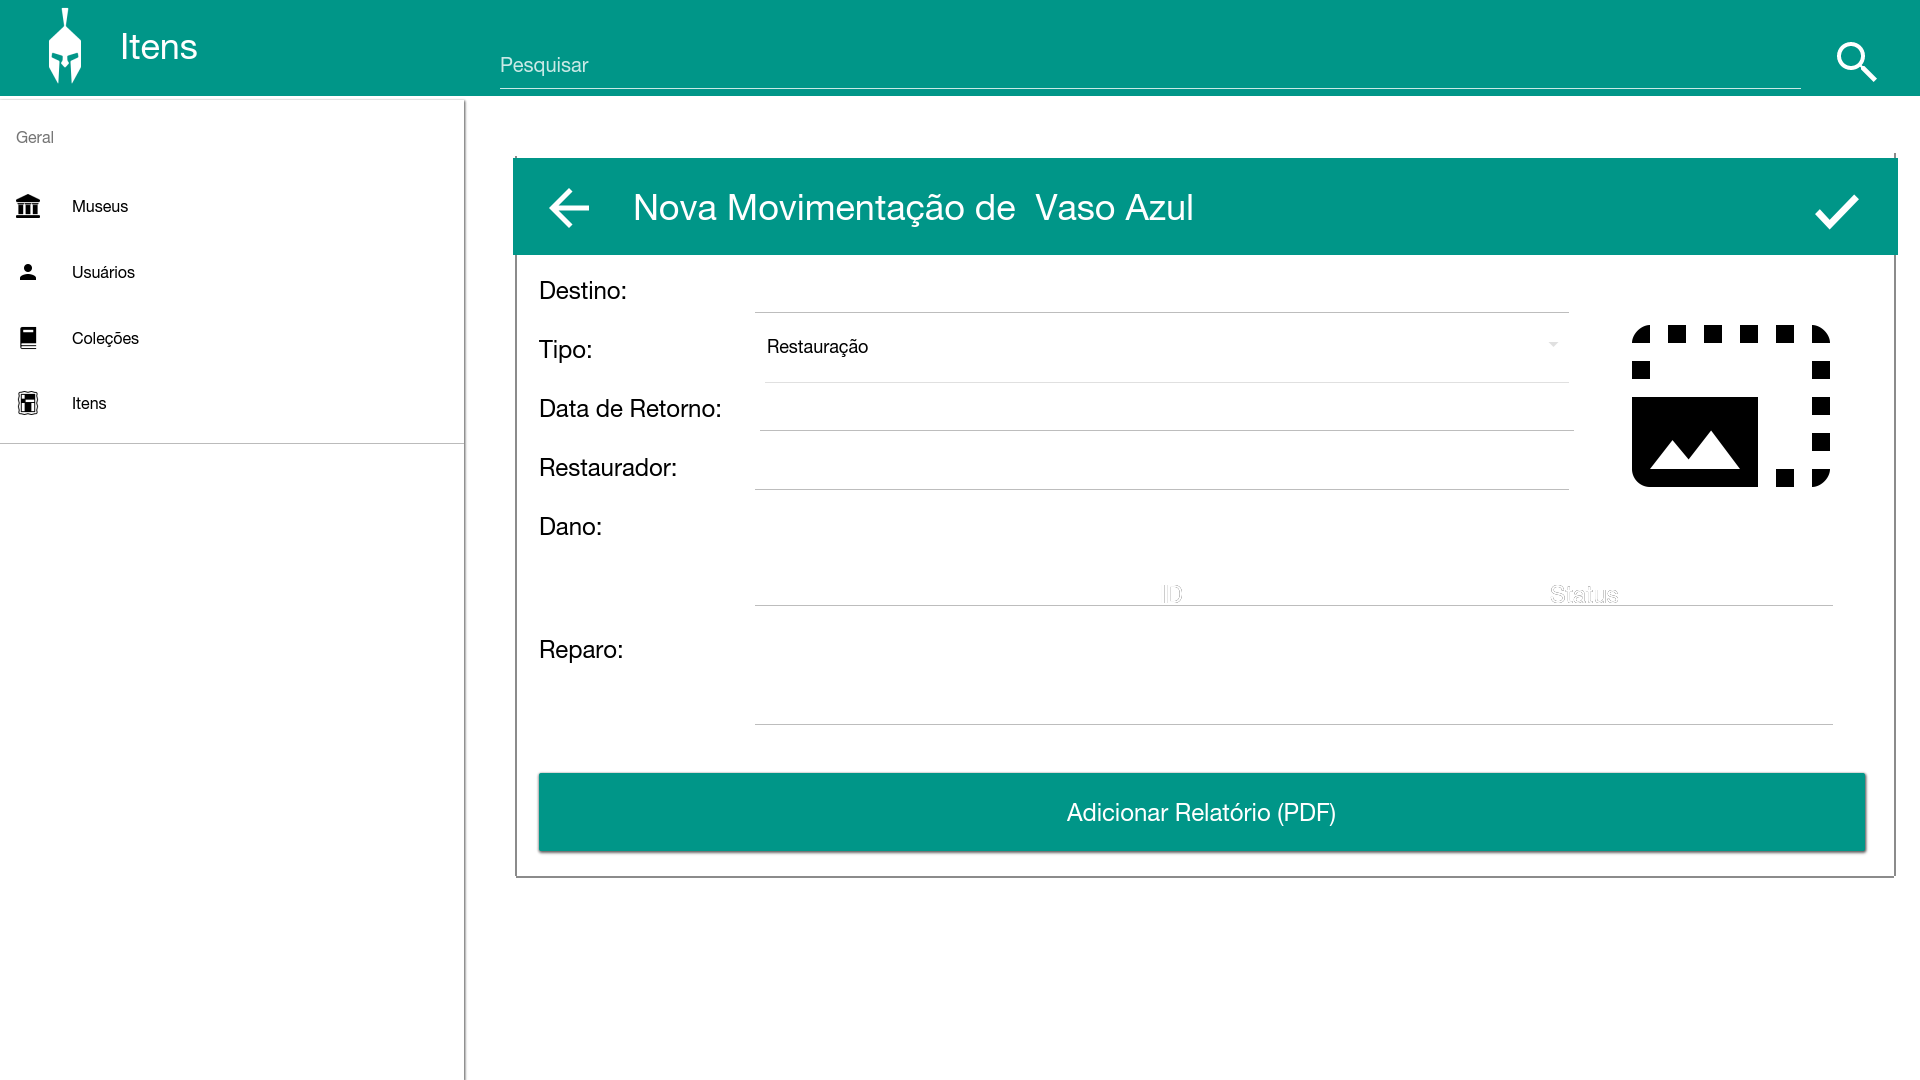 Itens
Pesquisar
Geral
Museus
Usuários
Coleções
Itens
Nova Movimentação de  Vaso Azul
Destino:
Tipo: Restauração
Data de Retorno:
Restaurador:
Dano:
ID Status
Reparo:
Adicionar Relatório (PDF)